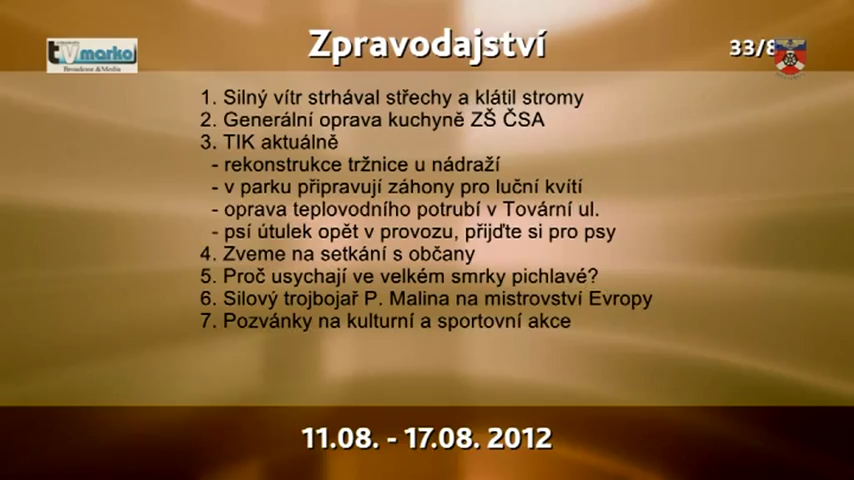 Zpravodajství
tvmarko
Broadcast & Media
33/8
1. Silný vítr strhával střechy a klátil stromy
2. Generální oprava kuchyně ZŠ ČSA
3. TIK aktuálně
- rekonstrukce tržnice u nádraží
- v parku připravují záhony pro luční kvítí
- oprava teplovodního potrubí v Tovární ul.
- psí útulek opět v provozu, přijďte si pro psy
4. Zveme na setkání s občany
5. Proč usychají ve velkém smrky pichlavé?
6. Silový trojbojař P. Malina na mistrovství Evropy
7. Pozvánky na kulturní a sportovní akce
11.08. - 17.08. 2012